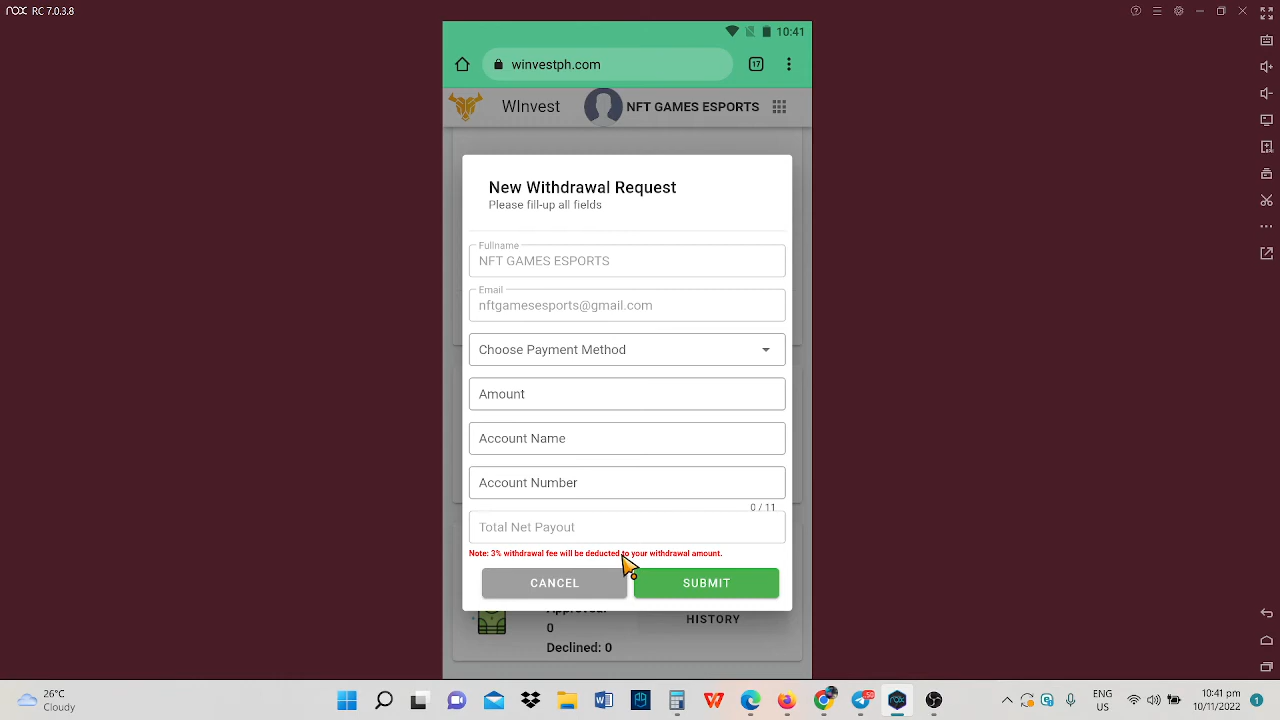 nox RC 7.0.3.8
10:41
winvestph.com
17
WInvest
NFT GAMES ESPORTS
New Withdrawal Request
Please fill-up all fields
Fullname
NFT GAMES ESPORTS
Email
nftgamesesports@gmail.com
Choose Payment Method
Amount
Account Name
Account Number
0 / 11
Total Net Payout
Note: 3% withdrawal fee will be deducted to your withdrawal amount.
CANCEL
SUBMIT
0
HISTORY
Declined: 0
26°C
Cloudy
50
ENG
PH
10:41 pm
10/11/2022
1